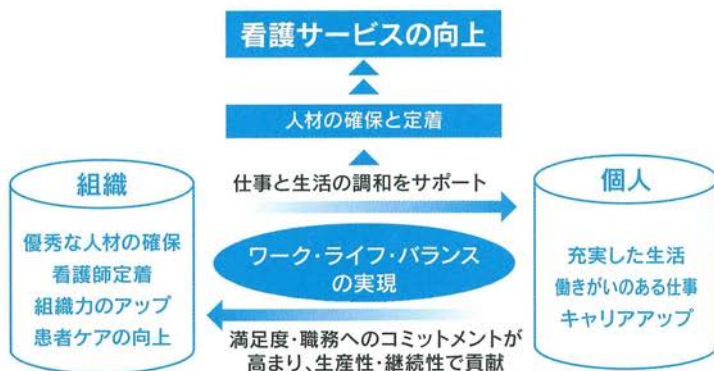 看護サービスの向上
人材の確保と定着
仕事と生活の調和をサポート
組織
優秀な人材の確保
看護師定着
組織力のアップ
患者ケアの向上
ワーク・ライフ・バランス
の実現
個人
充実した生活
働きがいのある仕事
キャリアアップ
満足度・職務へのコミットメントが
高まり、生産性・継続性で貢献